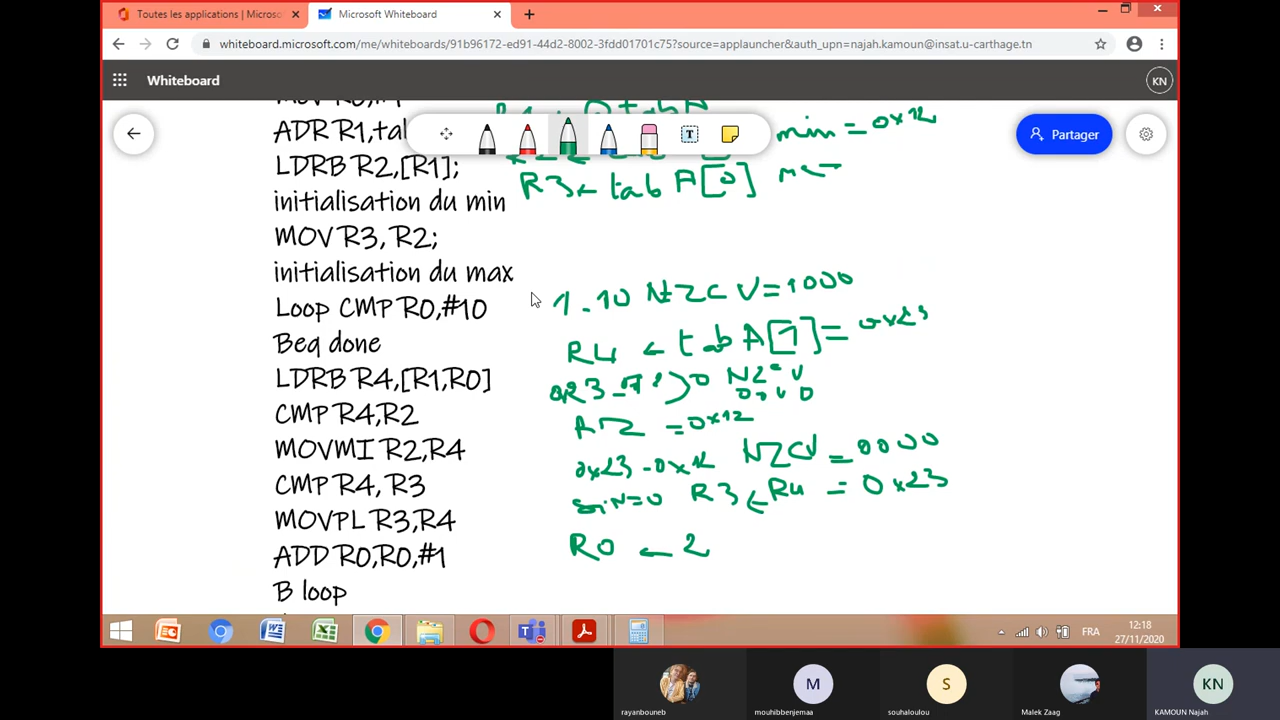 Toutes les applications | Microso
Microsoft Whiteboard
whiteboard.microsoft.com/me/whiteboards/91b96172-ed91-44d2-8002-3fdd01701c75?source=applauncher&auth_upn=najah.kamoun@insat.u-carthage.tn
Whiteboard
KN
Partager
ADR R1,ta
LDRB R2,[R1];
initialisation du min
MOV R3, R2;
initialisation du max
Loop CMP R0,#10
Beq done
LDRB R4,[R1,R0]
CMP R4,R2
MOVMI R2,R4
CMP R4, R3
MOVPL R3,R4
ADD R0,R0,#1
B loop
min = 0x12
R3 ← tab A[0]
1-10 NZCV=1000
R4 ← tab A[1] = 0x23
R2 = 0x12
0x23-0x12 NZCV = 0000
si N=0 R3 ← R4 = 0x23
R0 ← 2
FRA
12:18
27/11/2020
rayanbouneb
M
mouhibbenjemaa
S
souhaloulou
Malek Zaag
KN
KAMOUN Najah